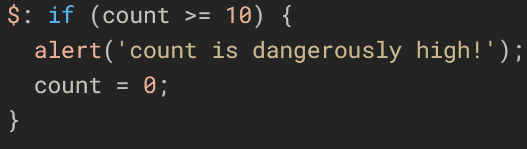 $: if (count >= 10) {
  alert('count is dangerously high!');
  count = 0;
}